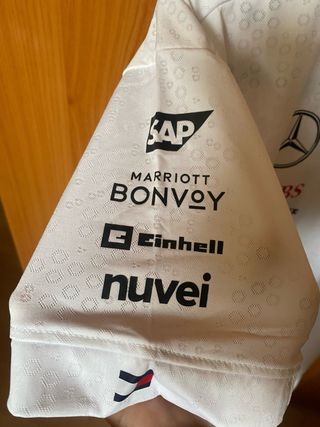 SAP
MARRIOTT
BONVOY
Einhell
nuvei